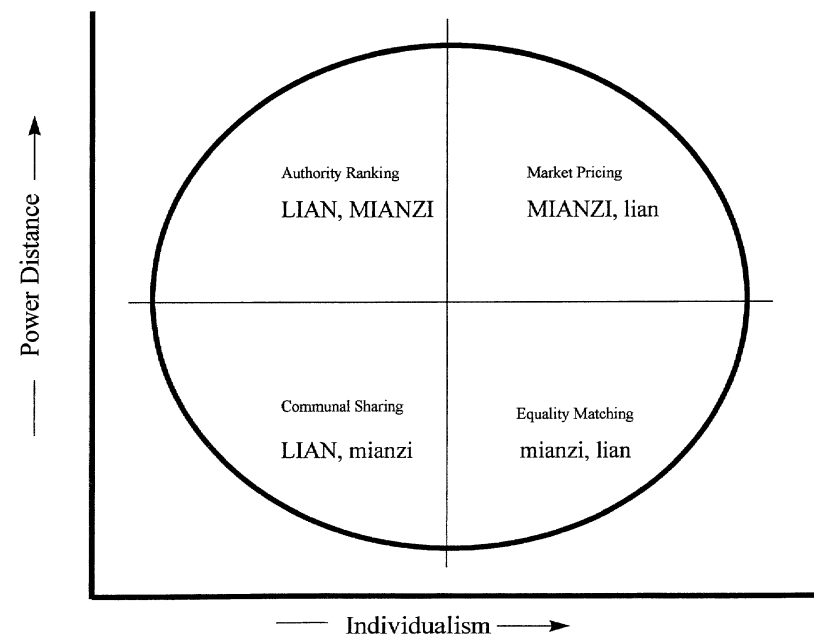 Power Distance
Authority Ranking
LIAN, MIANZI
Market Pricing
MIANZI, lian
Communal Sharing
LIAN, mianzi
Equality Matching
mianzi, lian
Individualism